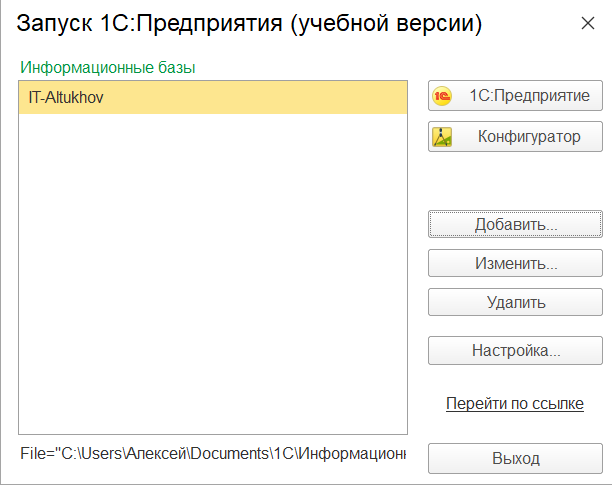 Запуск 1С:Предприятия (учебной версии)
Информационные базы
IT-Altukhov
1С:Предприятие
Конфигуратор
Добавить...
Изменить...
Удалить
Настройка...
Перейти по ссылке
File="C:\Users\Алексей\Documents\1С\Информационн
Выход